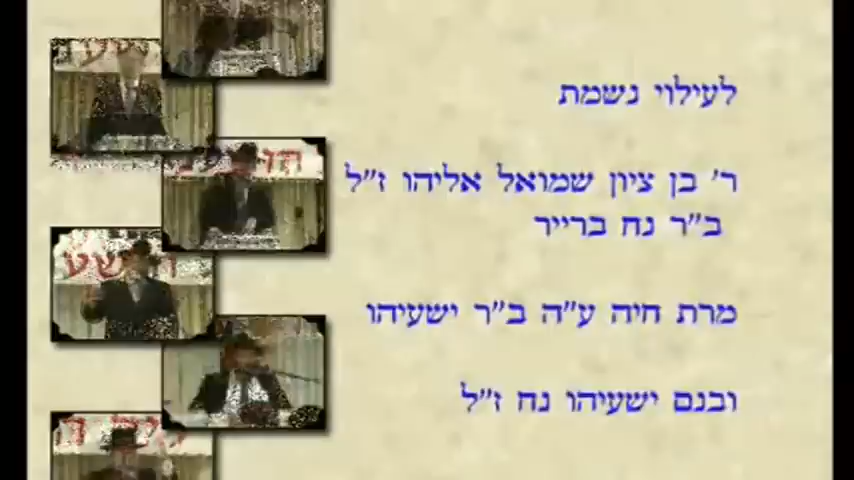 לעילוי נשמת
ר' בן ציון שמואל אליהו ז"ל
ב"ר נח ברייר
מרת חיה ע"ה ב"ר ישעיהו
ובנם ישעיהו נח ז"ל